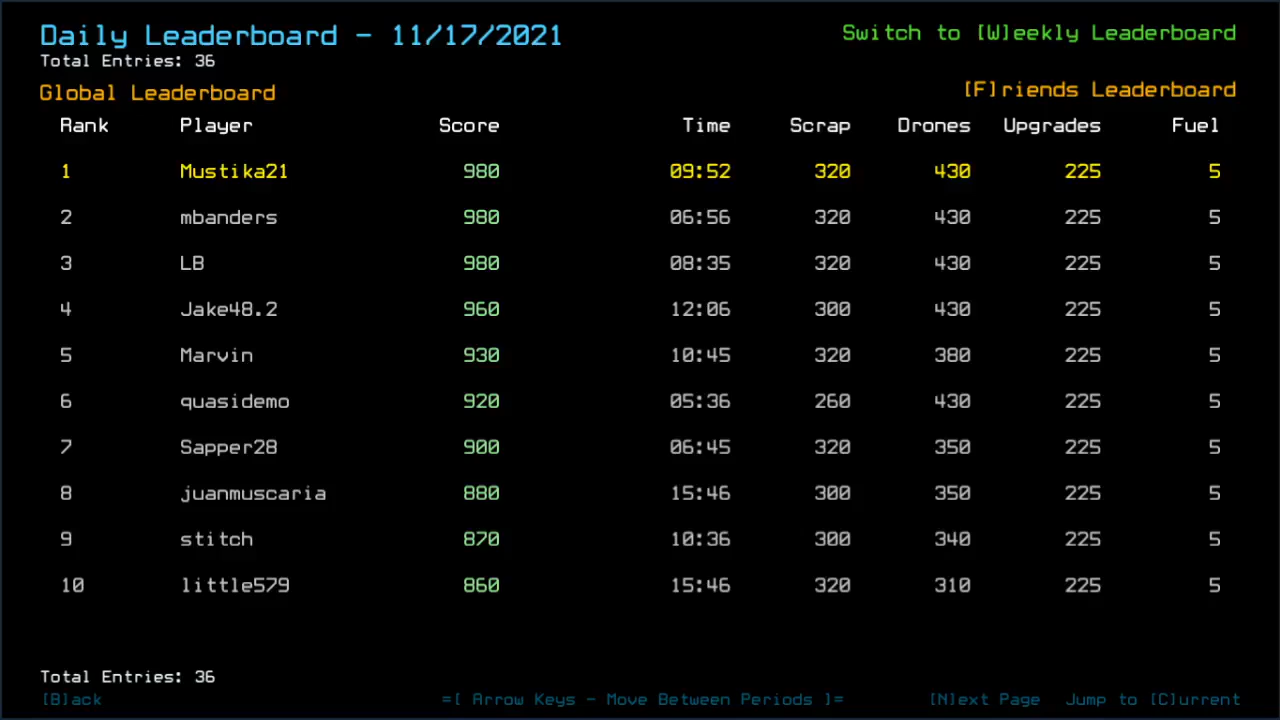 Daily Leaderboard - 11/17/2021 Switch to [W]eekly Leaderboard
Total Entries: 36
Global Leaderboard [F]riends Leaderboard
Rank Player Score Time Scrap Drones Upgrades Fuel
1 Mustika21 980 09:52 320 430 225 5
2 mbanders 980 06:56 320 430 225 5
3 LB 980 08:35 320 430 225 5
4 Jake48.2 960 12:06 300 430 225 5
5 Marvin 930 10:45 320 380 225 5
6 quasidemo 920 05:36 260 430 225 5
7 Sapper28 900 06:45 320 350 225 5
8 juanmuscaria 880 15:46 300 350 225 5
9 stitch 870 10:36 300 340 225 5
10 little579 860 15:46 320 310 225 5
Total Entries: 36
[B]ack =[ Arrow Keys - Move Between Periods ]= [N]ext Page Jump to [C]urrent